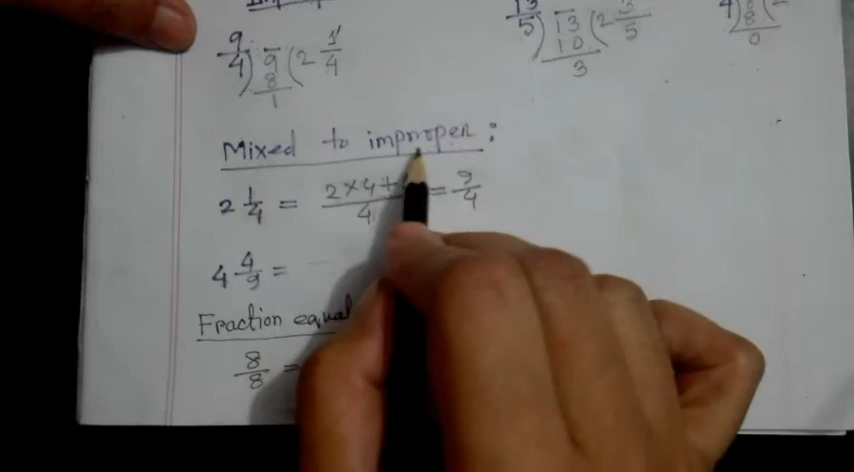 9/4) 9 (2 1/4
8
1
13/5) 13 (2 3/5
10
3
4) 8 (2
8
0
Mixed to improper:
2 1/4 = 2×4+ /4 = 9/4
4 4/9 =
Fraction equal
8/8 =